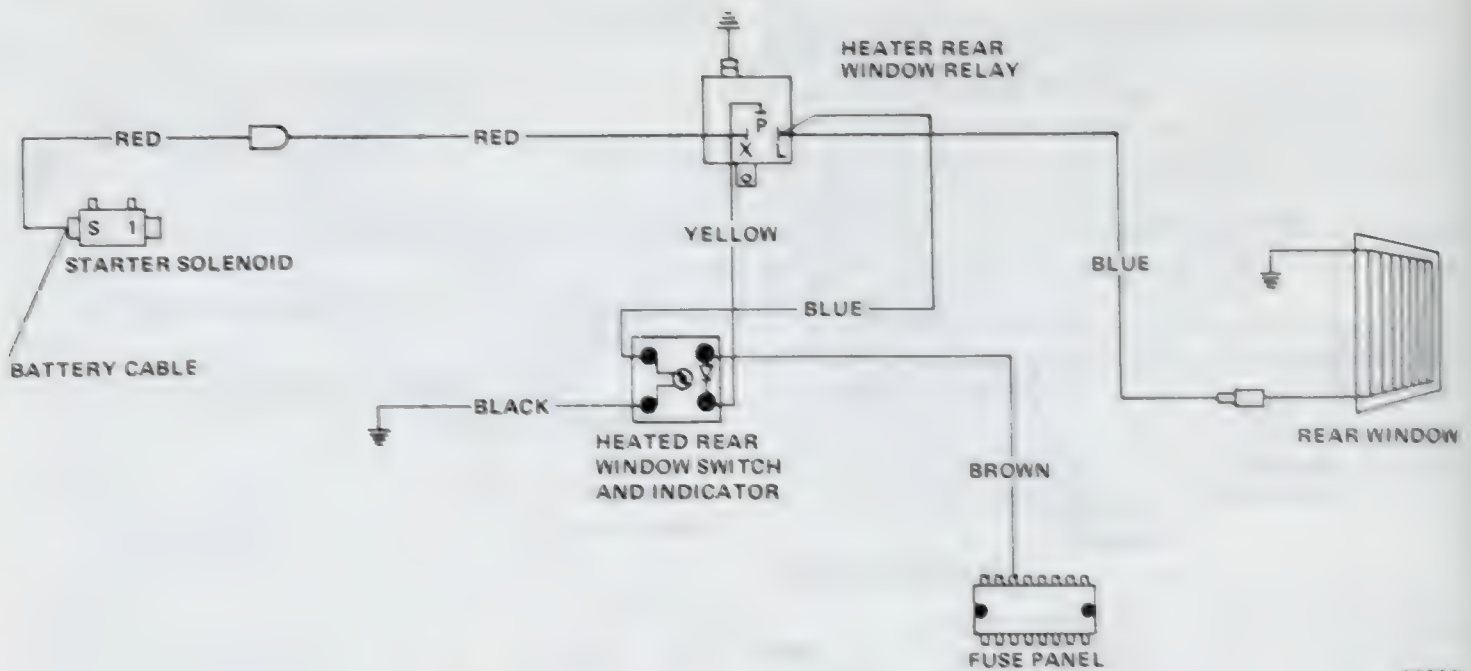 HEATER REAR
WINDOW RELAY
RED
RED
P
X L
S 1
STARTER SOLENOID
YELLOW
BLUE
BLUE
BATTERY CABLE
BLACK
HEATED REAR
WINDOW SWITCH
AND INDICATOR
REAR WINDOW
BROWN
FUSE PANEL